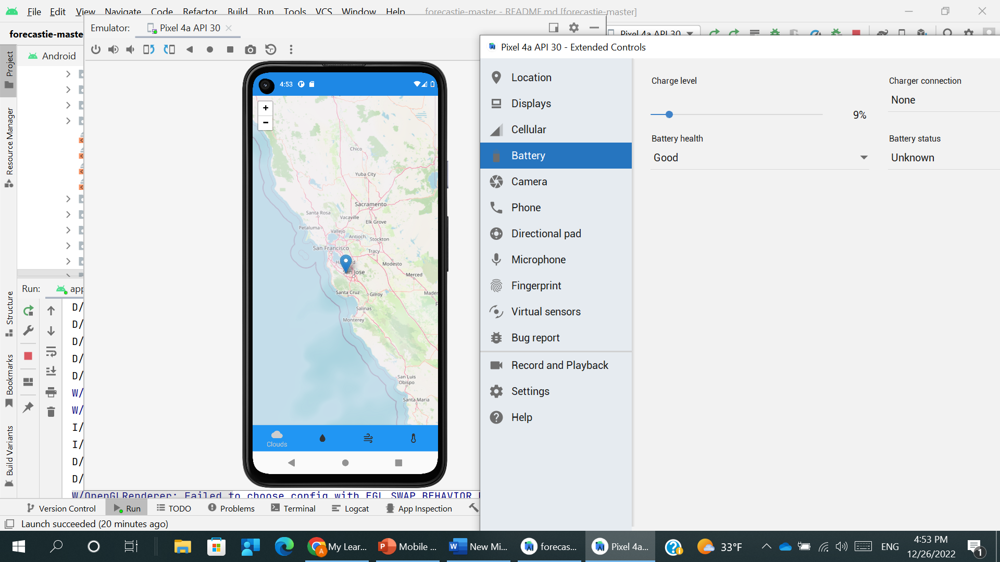 File Edit View Navigate Code Refactor Build Run Tools VCS Window Help forecastie-master - README.md [forecastie-master]
forecastie-master
Emulator: Pixel 4a API 30
Pixel 4a API 30
Pixel 4a API 30 - Extended Controls
Android
Project
Resource Manager
Structure
Bookmarks
Build Variants
4:53
+
−
Chico
Yuba City
Sacramento
Santa Rosa
Vacaville
Elk Grove
Petaluma
Vallejo
Antioch
Stockton
San Francisco
Tracy
Modesto
San Jose
Merced
Santa Cruz
Gilroy
Salinas
Monterey
San Luis
Obispo
Santa Maria
Clouds
Location
Displays
Cellular
Battery
Camera
Phone
Directional pad
Microphone
Fingerprint
Virtual sensors
Bug report
Record and Playback
Settings
Help
Charge level
9%
Battery health
Good
Charger connection
None
Battery status
Unknown
Run: app
D/
D/
I/
D/
D/
W/
W/
I/
I/
D/
D/
W/OpenGLRenderer: Failed to choose config with EGL_SWAP_BEHAVIOR
Version Control Run TODO Problems Terminal Logcat App Inspection
Launch succeeded (20 minutes ago)
My Lear... Mobile ... New Mi... forecas... Pixel 4a... 33°F ENG
4:53 PM
12/26/2022
1